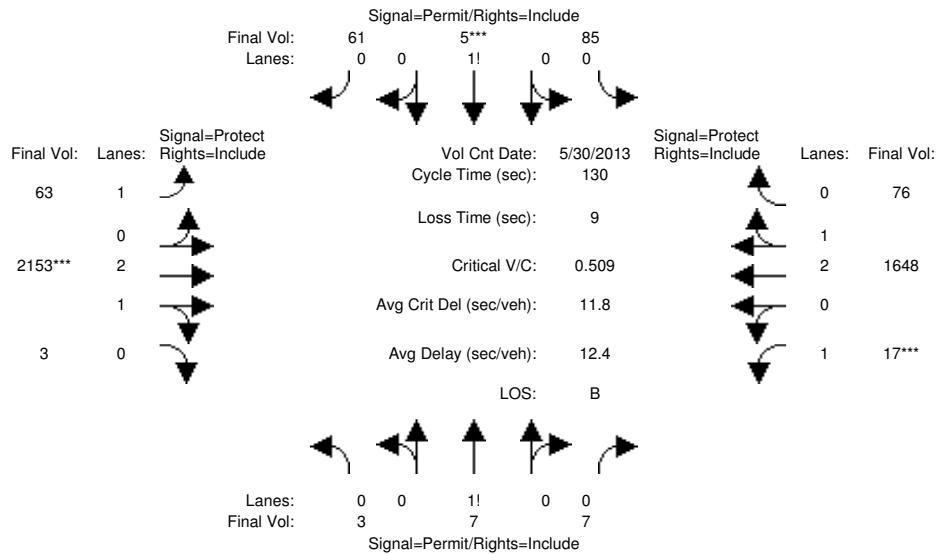 Signal=Permit/Rights=Include
Final Vol: 61 5*** 85
Lanes: 0 0 1! 0 0
Signal=Protect Signal=Protect
Final Vol: Lanes: Rights=Include Vol Cnt Date: 5/30/2013 Rights=Include Lanes: Final Vol:
Cycle Time (sec): 130
63 1 0 76
Loss Time (sec): 9
0 1
2153*** 2 Critical V/C: 0.509 2 1648
1 Avg Crit Del (sec/veh): 11.8 0
3 0 Avg Delay (sec/veh): 12.4 1 17***
LOS: B
Lanes: 0 0 1! 0 0
Final Vol: 3 7 7
Signal=Permit/Rights=Include